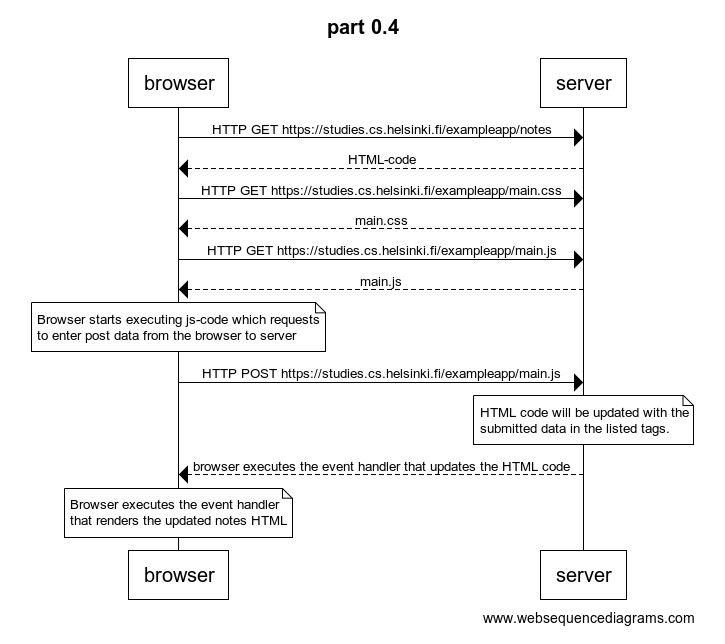 part 0.4
browser
server
HTTP GET https://studies.cs.helsinki.fi/exampleapp/notes
HTML-code
HTTP GET https://studies.cs.helsinki.fi/exampleapp/main.css
main.css
HTTP GET https://studies.cs.helsinki.fi/exampleapp/main.js
main.js
Browser starts executing js-code which requests
to enter post data from the browser to server
HTTP POST https://studies.cs.helsinki.fi/exampleapp/main.js
HTML code will be updated with the
submitted data in the listed tags.
browser executes the event handler that updates the HTML code
Browser executes the event handler
that renders the updated notes HTML
browser
server
www.websequencediagrams.com